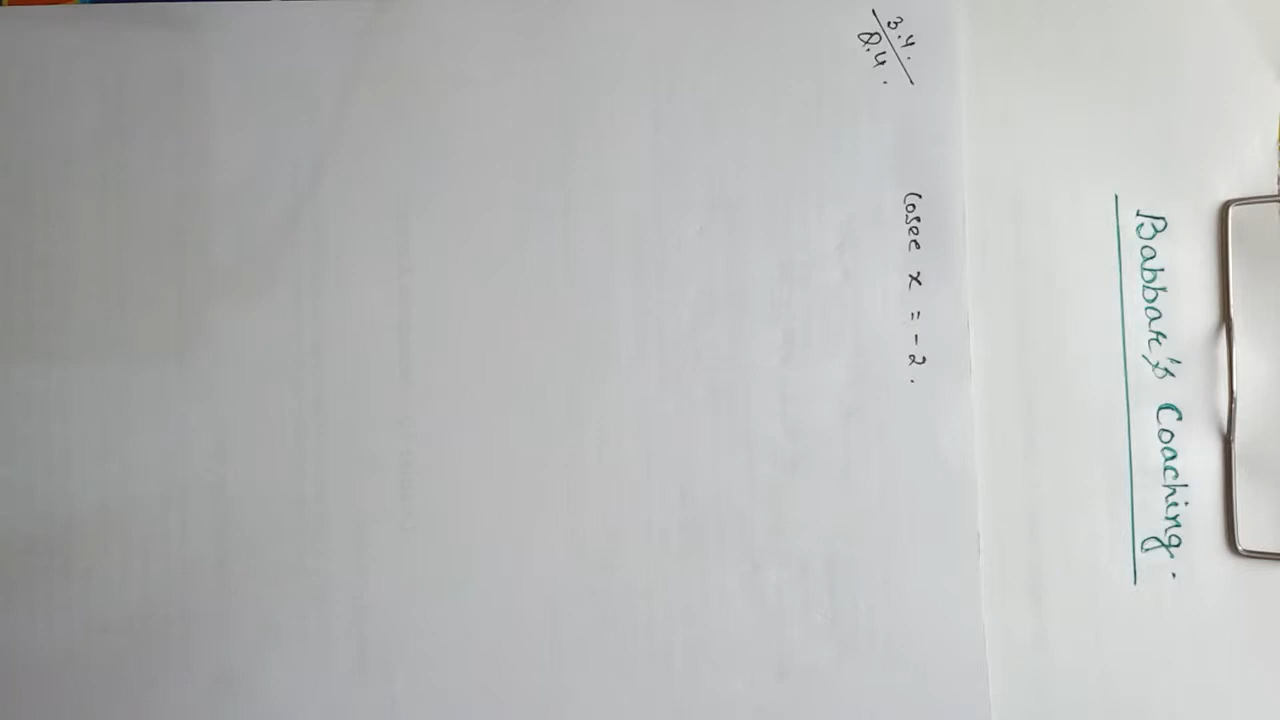 Babbar's Coaching.
3.4.
Q.4.
Cosec x = -2.